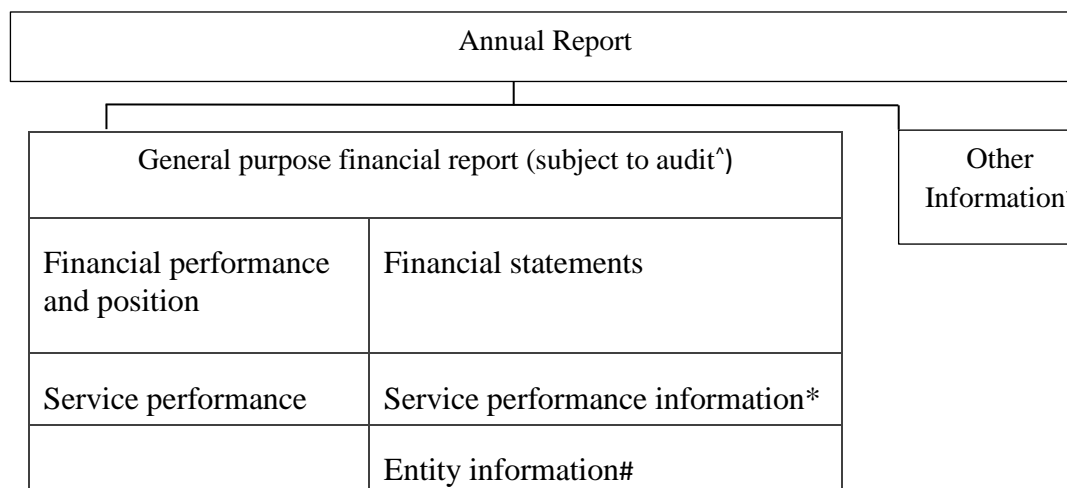 Annual Report
General purpose financial report (subject to audit^)
Other
Information
Financial performance
and position
Financial statements
Service performance
Service performance information*
Entity information#